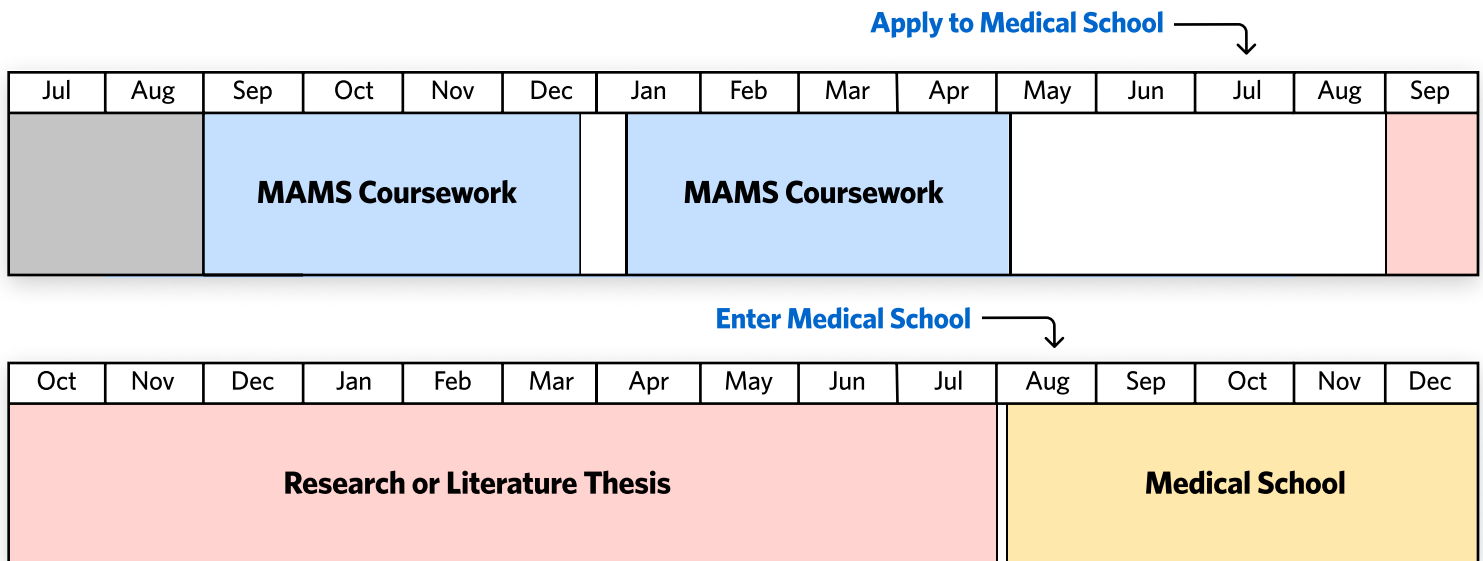 Apply to Medical School
Jul Aug Sep Oct Nov Dec Jan Feb Mar Apr May Jun Jul Aug Sep
MAMS Coursework MAMS Coursework
Enter Medical School
Oct Nov Dec Jan Feb Mar Apr May Jun Jul Aug Sep Oct Nov Dec
Research or Literature Thesis Medical School